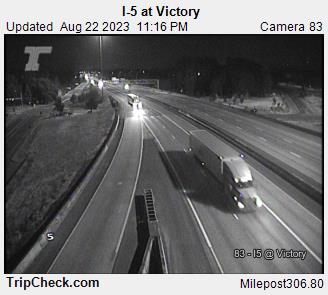 I-5 at Victory
Updated Aug 22 2023 11:16 PM Camera 83
T
S
83 - I5 @ Victory
TripCheck.com Milepost306.80